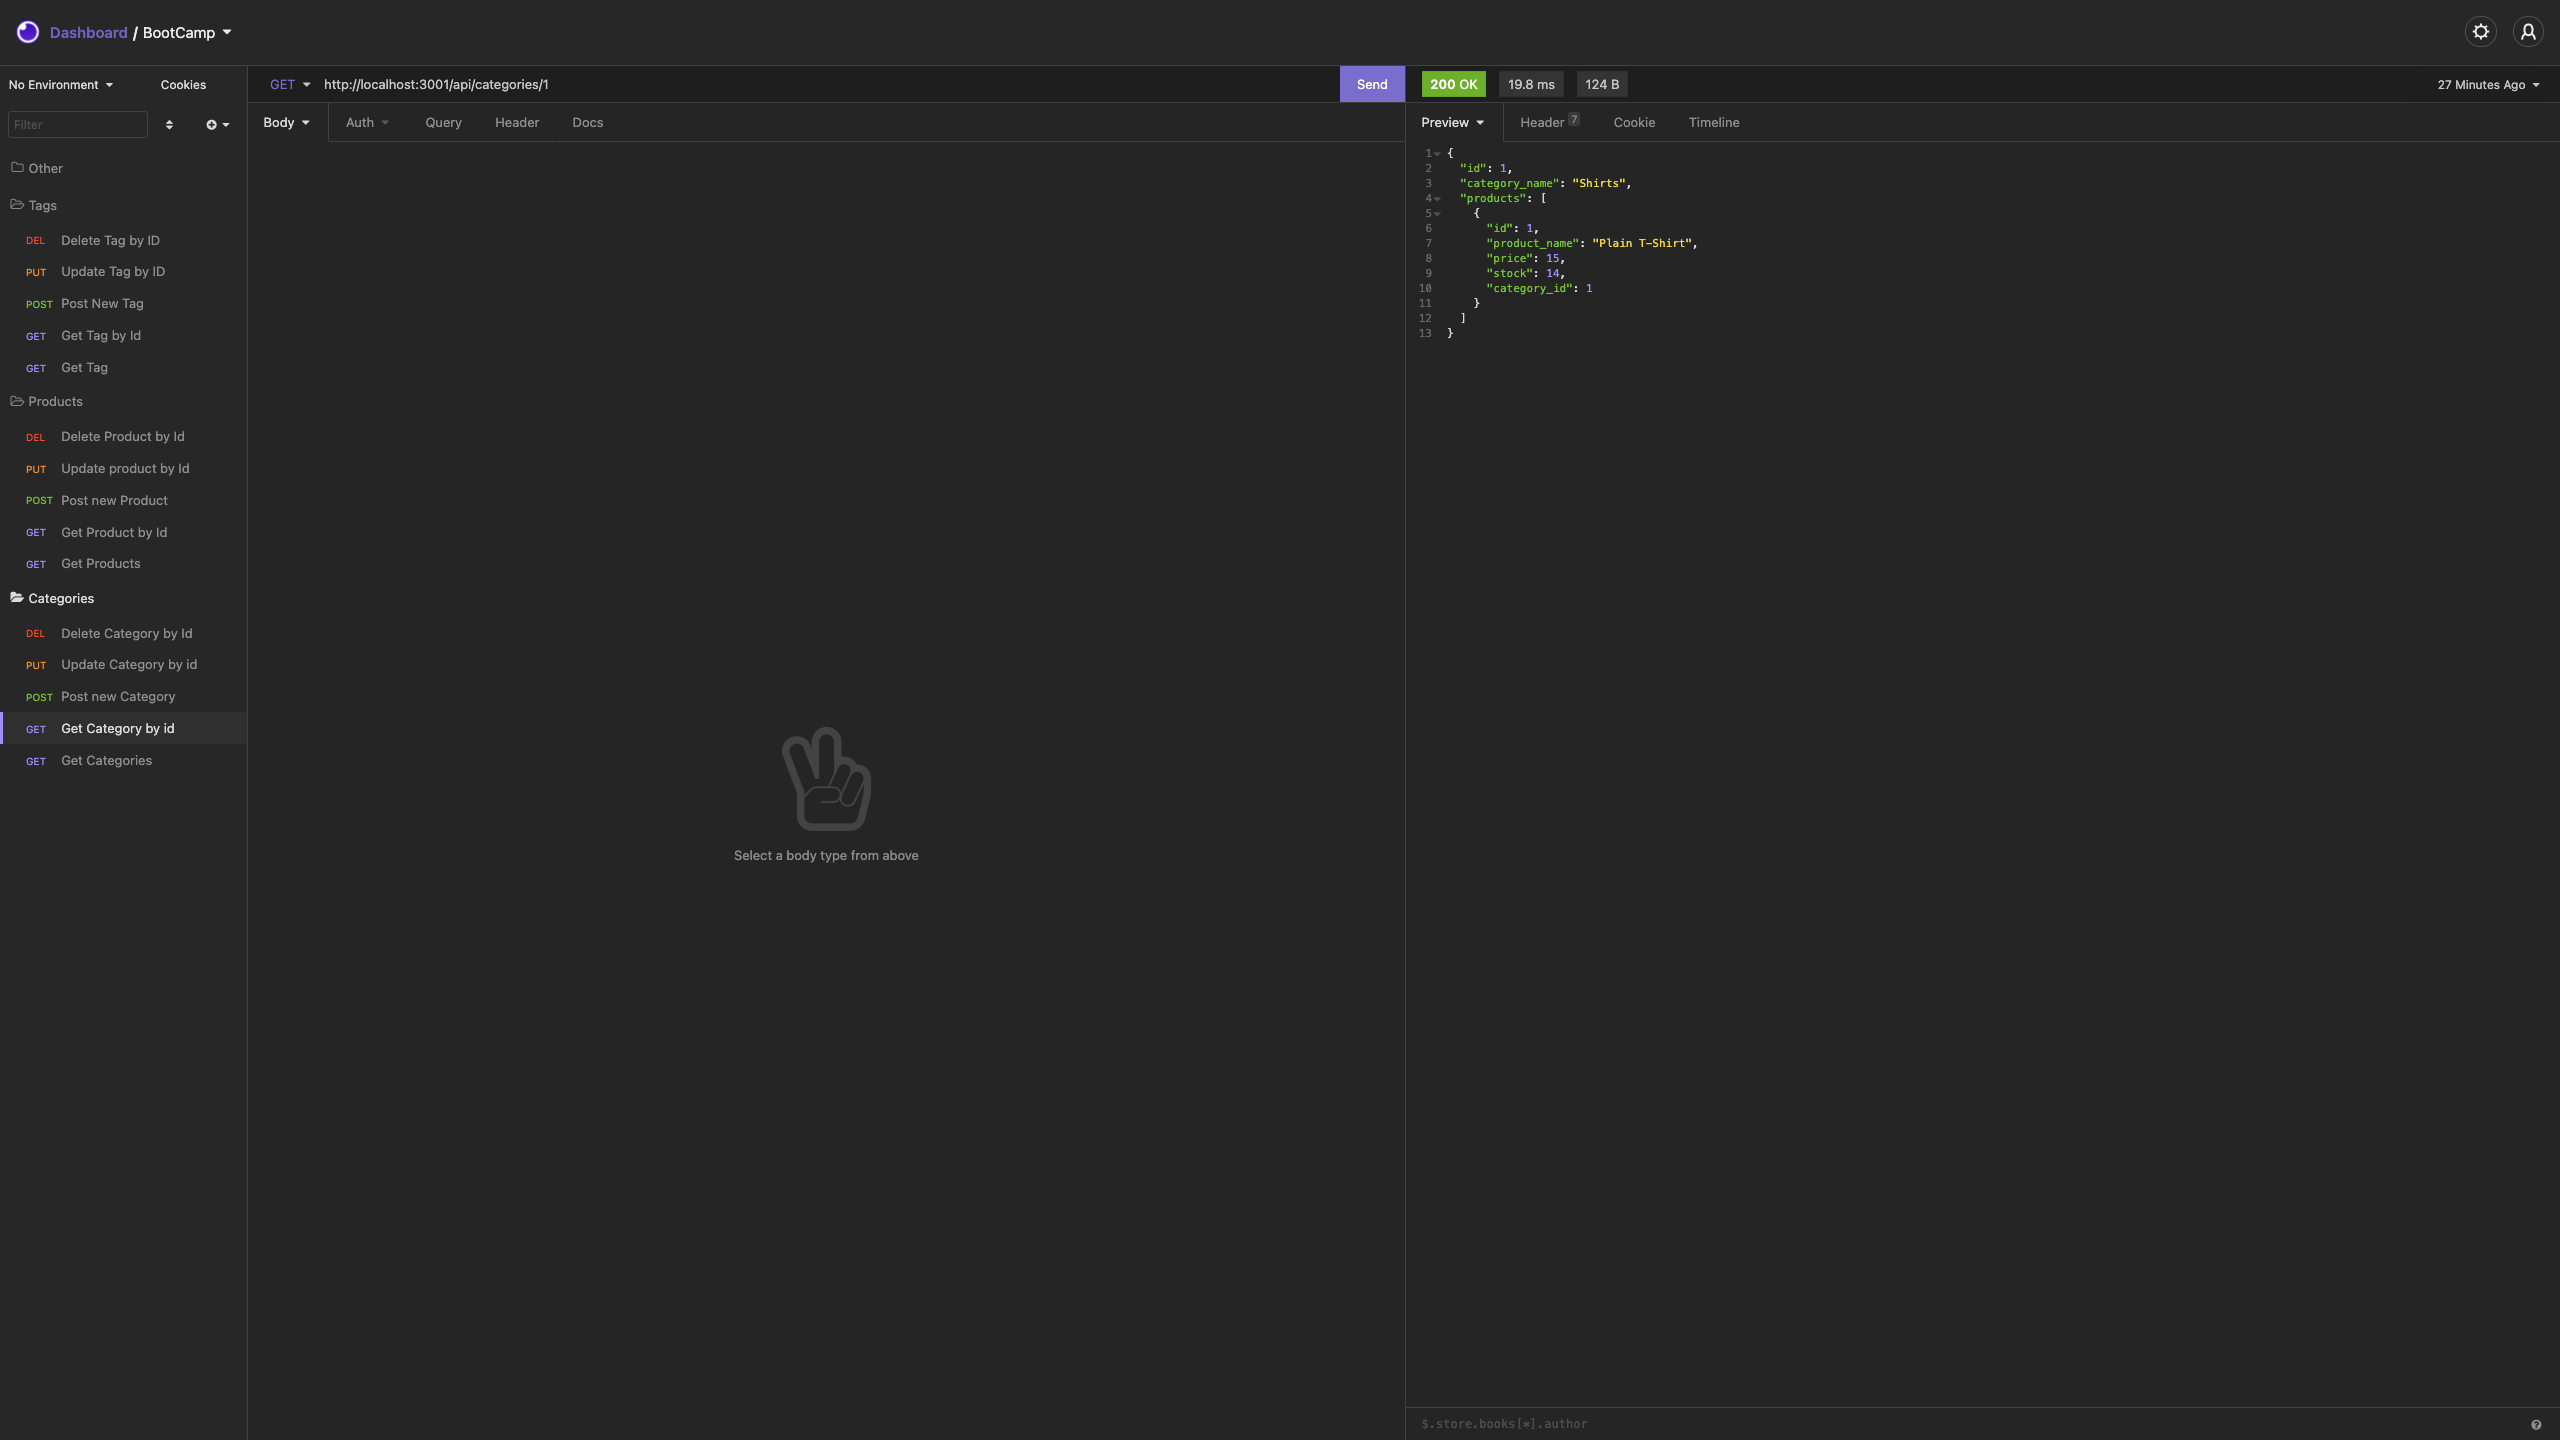 Dashboard / BootCamp
No Environment Cookies
Filter
Other
Tags
DEL Delete Tag by ID
PUT Update Tag by ID
POST Post New Tag
GET Get Tag by Id
GET Get Tag
Products
DEL Delete Product by Id
PUT Update product by Id
POST Post new Product
GET Get Product by Id
GET Get Products
Categories
DEL Delete Category by Id
PUT Update Category by id
POST Post new Category
GET Get Category by id
GET Get Categories
GET http://localhost:3001/api/categories/1 Send
Body Auth Query Header Docs
Select a body type from above
200 OK 19.8 ms 124 B 27 Minutes Ago
Preview Header 7 Cookie Timeline
1 {
2 "id": 1,
3 "category_name": "Shirts",
4 "products": [
5 {
6 "id": 1,
7 "product_name": "Plain T-Shirt",
8 "price": 15,
9 "stock": 14,
10 "category_id": 1
11 }
12 ]
13 }
$.store.books[*].author